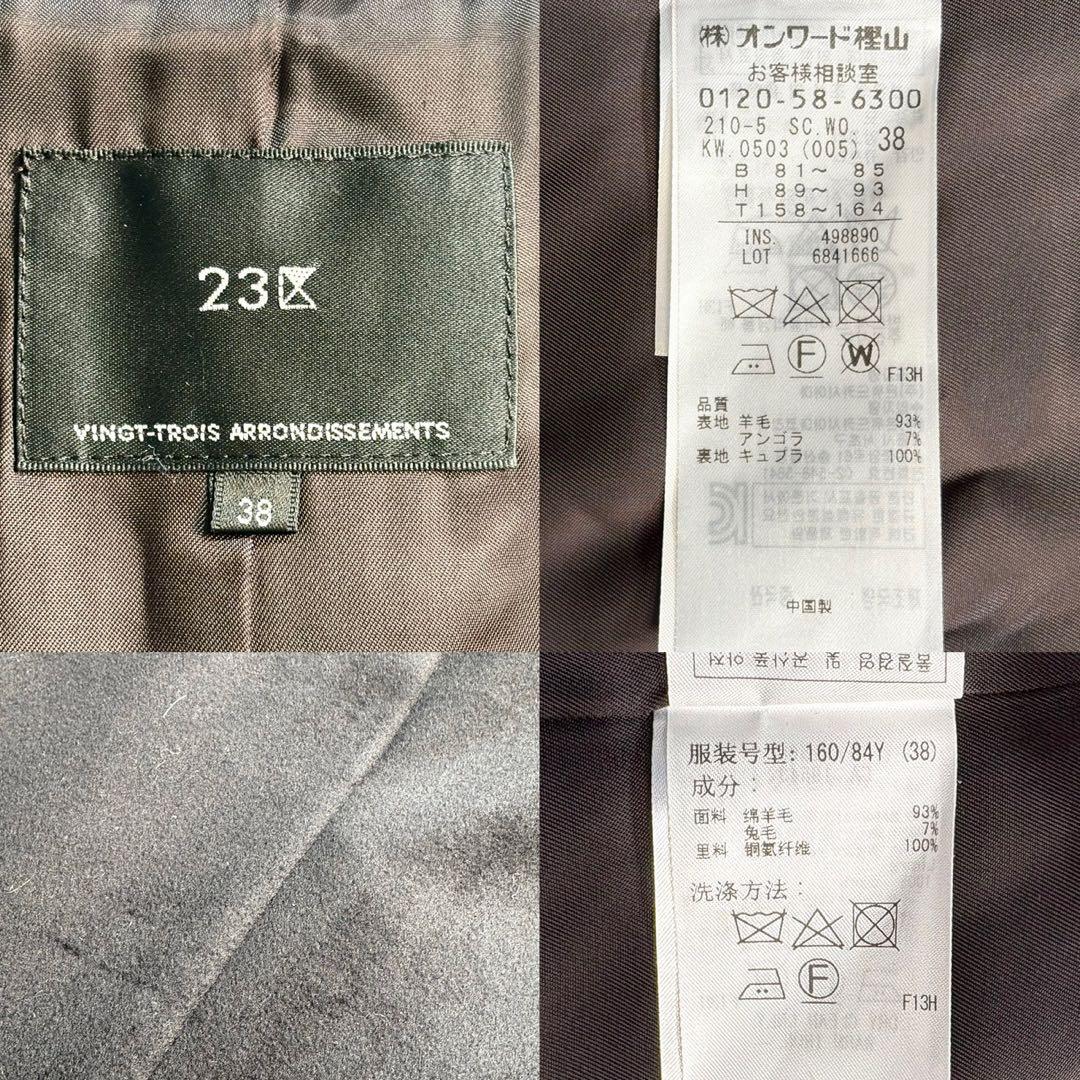 23区
VINGT-TROIS ARRONDISSEMENTS
38
(株)オンワード樫山
お客様相談室
0120-58-6300
210-5 SC.WO. 38
KW.0503 (005)
B 81〜 85
H 89〜 93
T158〜164
INS. 498890
LOT 6841666
F
W
F13H
品質
表地 羊毛 93%
アンゴラ 7%
裏地 キュプラ 100%
中国製
服装号型: 160/84Y (38)
成分:
面料 绵羊毛 93%
兔毛 7%
里料 铜氨纤维 100%
洗涤方法:
F
F13H